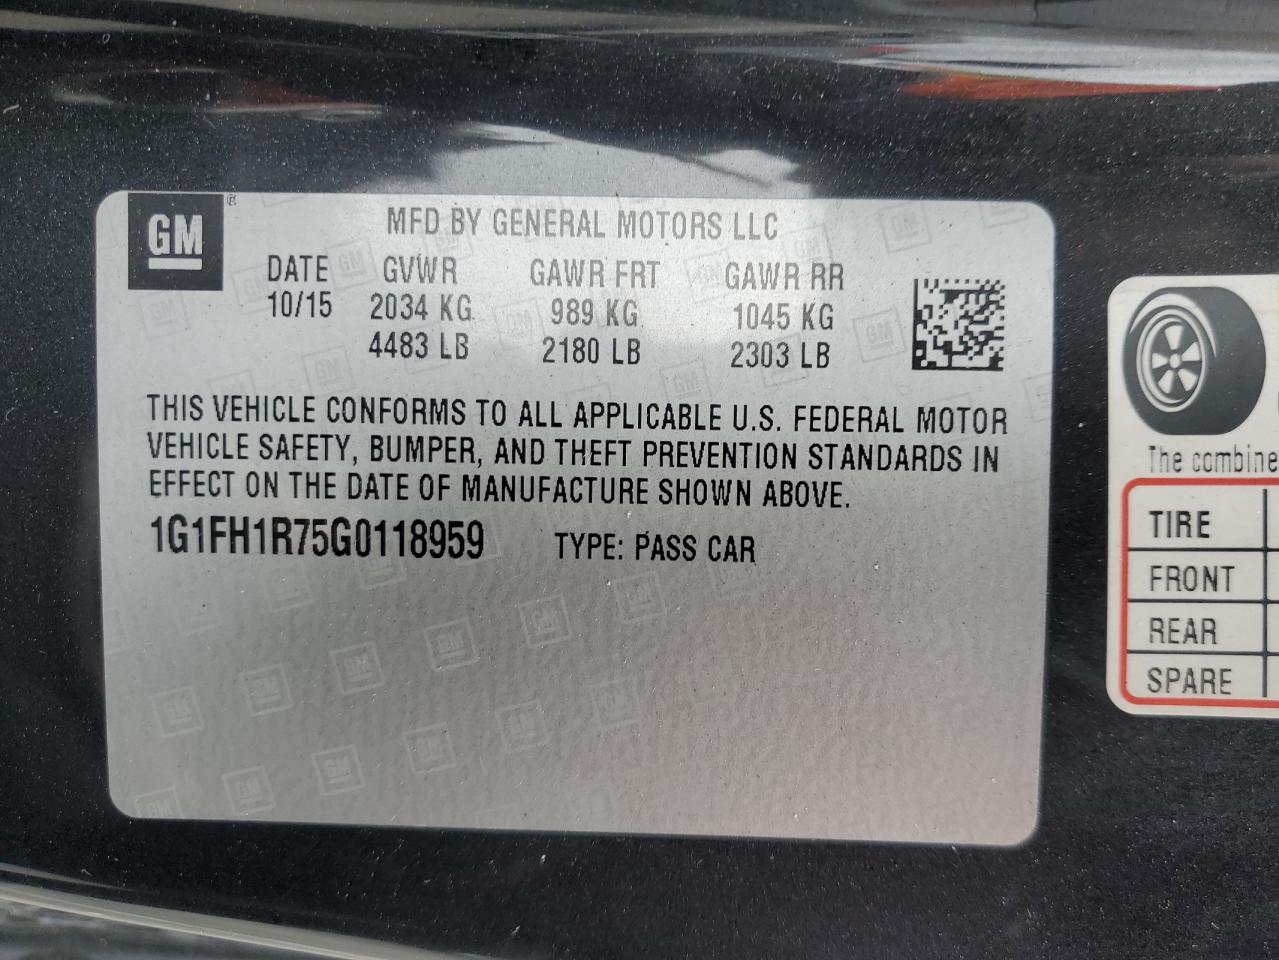 GM
MFD BY GENERAL MOTORS LLC
DATE GVWR GAWR FRT GAWR RR
10/15 2034 KG 989 KG 1045 KG
4483 LB 2180 LB 2303 LB
THIS VEHICLE CONFORMS TO ALL APPLICABLE U.S. FEDERAL MOTOR
VEHICLE SAFETY, BUMPER, AND THEFT PREVENTION STANDARDS IN
EFFECT ON THE DATE OF MANUFACTURE SHOWN ABOVE.
1G1FH1R75G0118959 TYPE: PASS CAR
The combine
TIRE
FRONT
REAR
SPARE